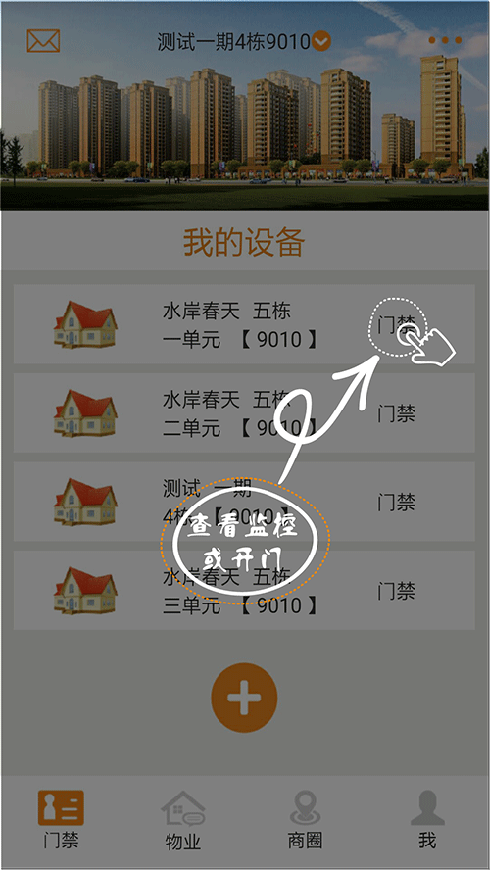 测试一期4栋9010
我的设备
水岸春天 五栋
一单元 【 9010 】
门禁
水岸春天 五栋
二单元 【 9010 】
门禁
测试 一期
4栋 【 9010 】
门禁
查看监控
或开门
水岸春天 五栋
三单元 【 9010 】
门禁
门禁
物业
商圈
我